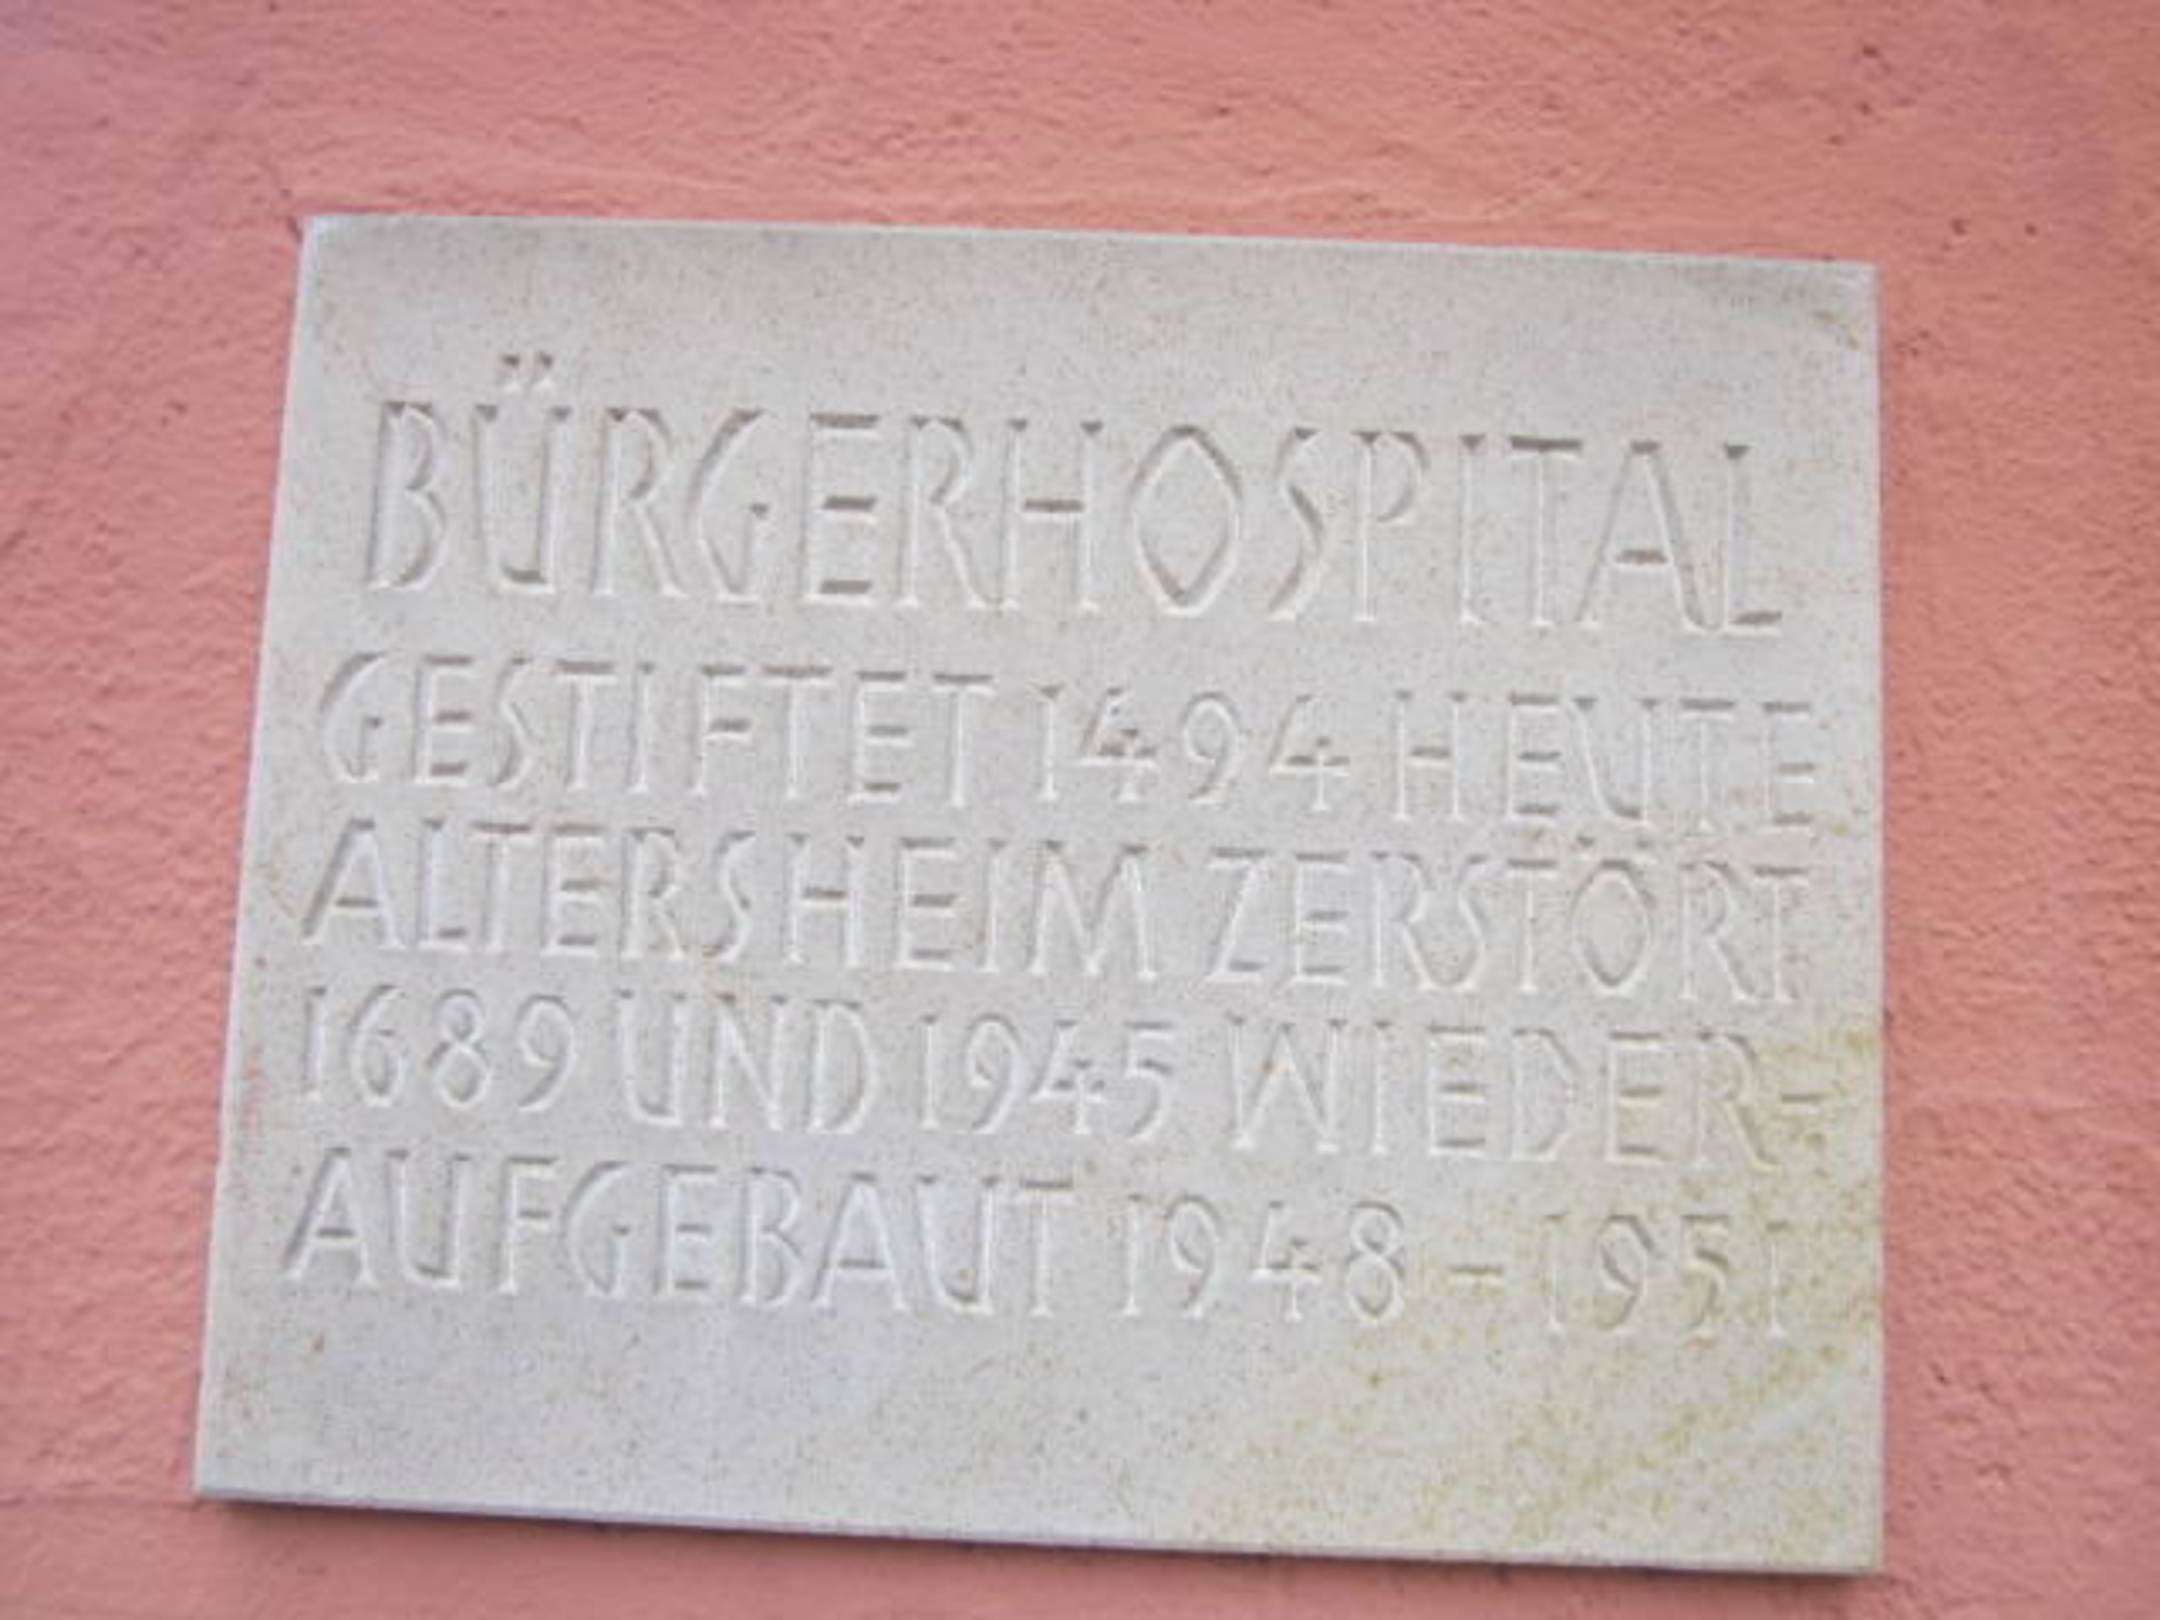 BÜRGERHOSPITAL
GESTIFTET 1494 HEUTE
ALTERSHEIM ZERSTÖRT
1689 UND 1945 WIEDER-
AUFGEBAUT 1948 - 1951